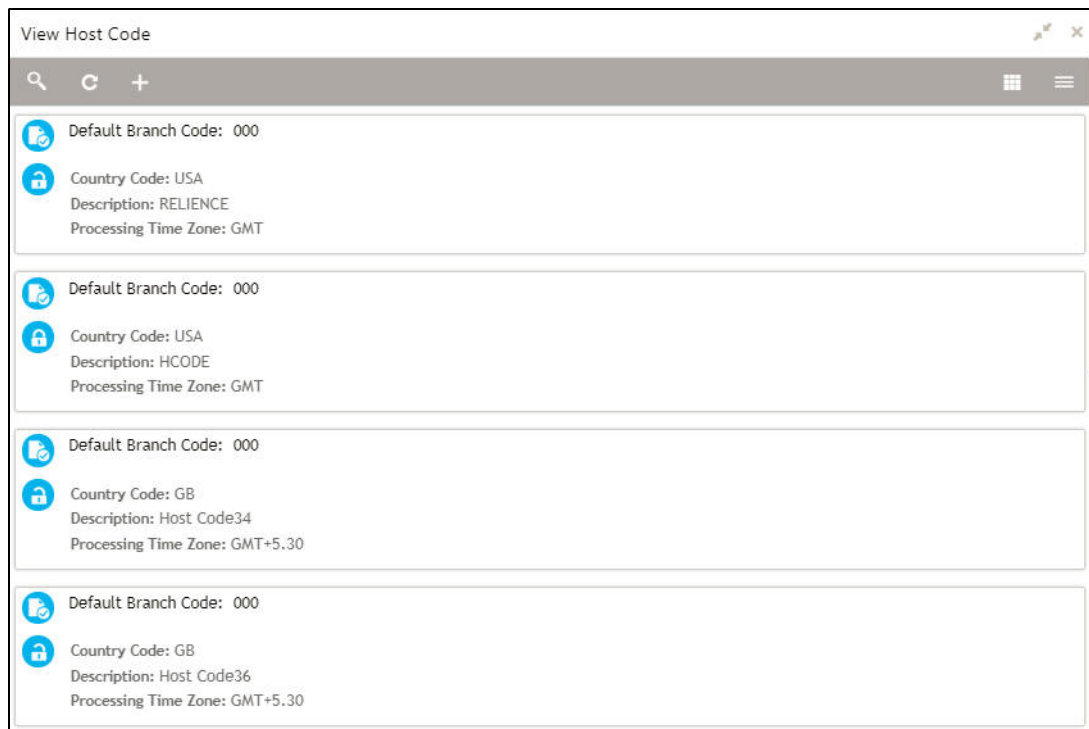 View Host Code
Default Branch Code: 000
Country Code: USA
Description: RELIENCE
Processing Time Zone: GMT
Default Branch Code: 000
Country Code: USA
Description: HCODE
Processing Time Zone: GMT
Default Branch Code: 000
Country Code: GB
Description: Host Code34
Processing Time Zone: GMT+5.30
Default Branch Code: 000
Country Code: GB
Description: Host Code36
Processing Time Zone: GMT+5.30